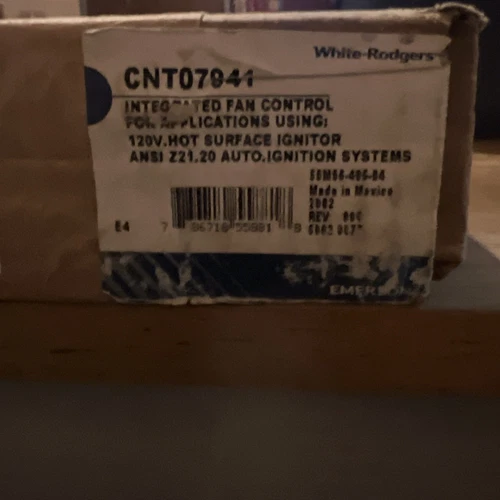 White-Rodgers
CNT07941
INTEGRATED FAN CONTROL
FOR APPLICATIONS USING:
120V.HOT SURFACE IGNITOR
ANSI Z21.20 AUTO.IGNITION SYSTEMS
Made in Mexico
REV
E4
EMERSON